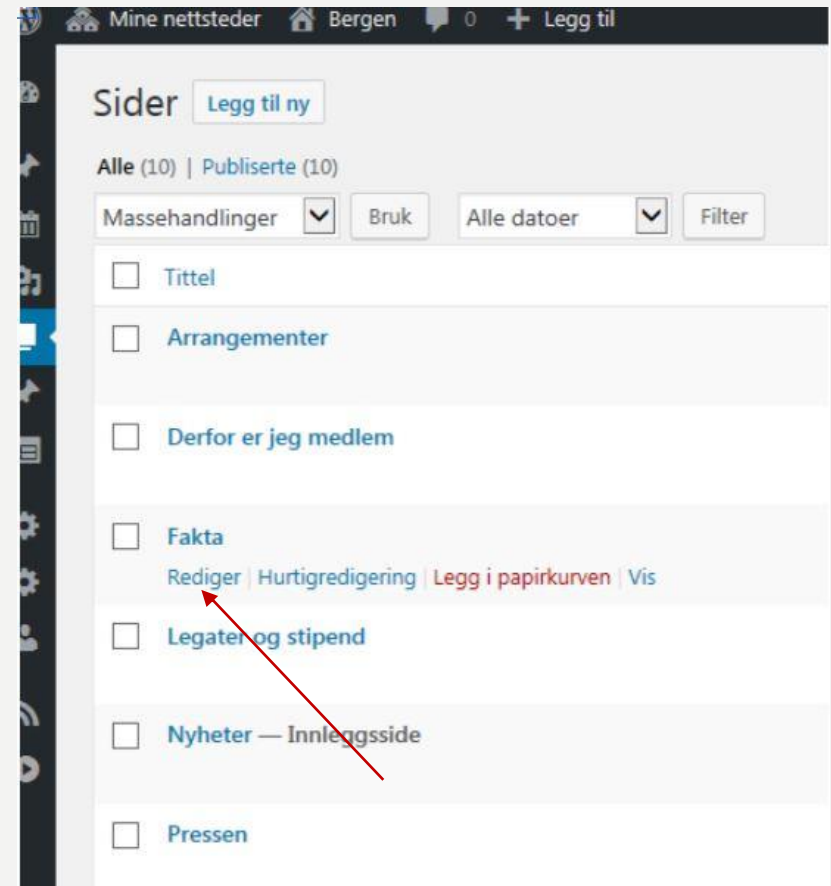 Mine nettsteder Bergen 0 Legg til
Sider Legg til ny
Alle (10) | Publiserte (10)
Massehandlinger Bruk Alle datoer Filter
Tittel
Arrangementer
Derfor er jeg medlem
Fakta
Rediger | Hurtigredigering | Legg i papirkurven | Vis
Legater og stipend
Nyheter — Innleggsside
Pressen